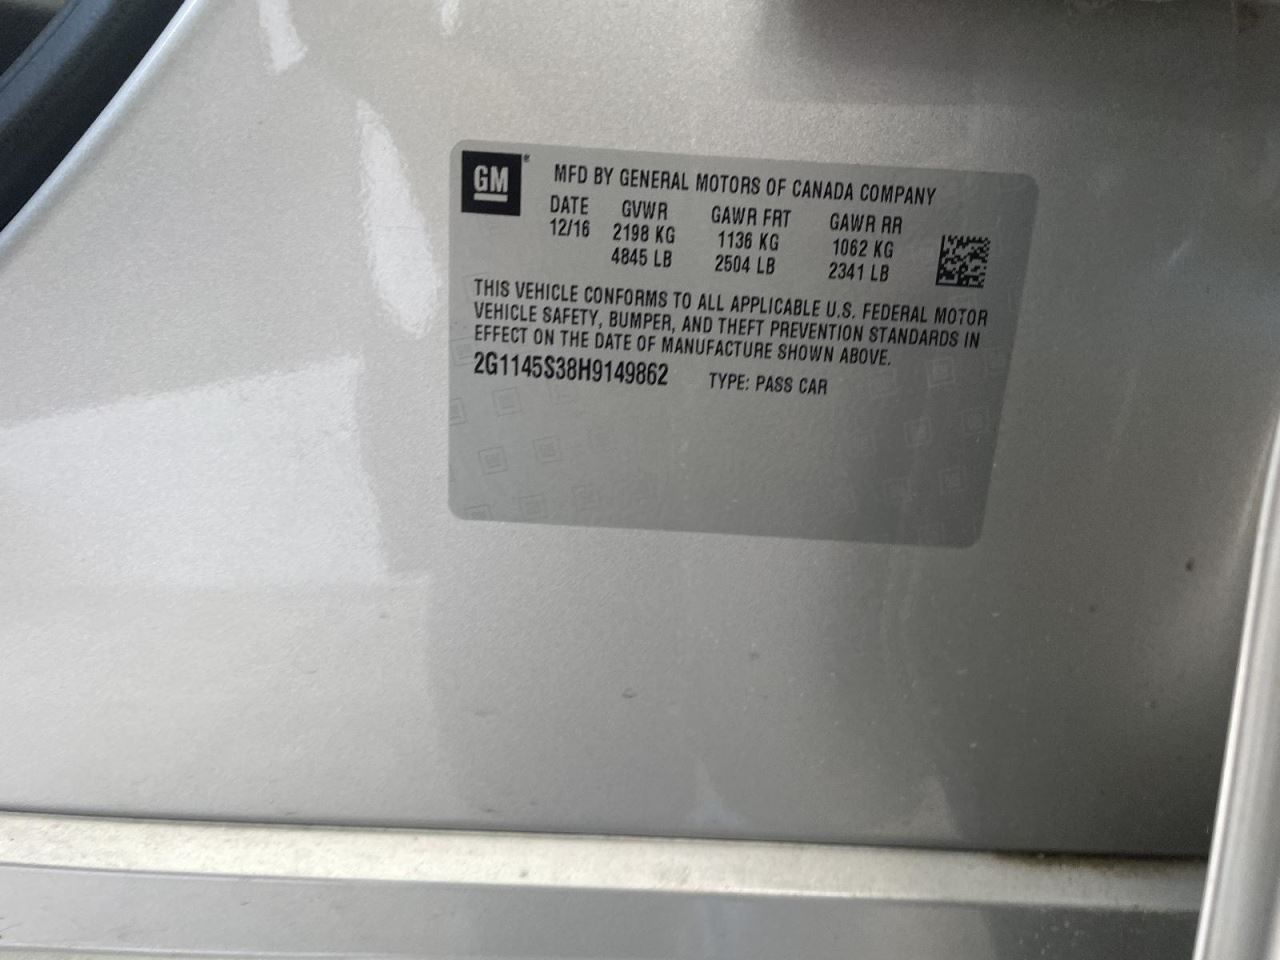 GM®
MFD BY GENERAL MOTORS OF CANADA COMPANY
DATE GVWR GAWR FRT GAWR RR
12/16 2198 KG 1136 KG 1062 KG
4845 LB 2504 LB 2341 LB
THIS VEHICLE CONFORMS TO ALL APPLICABLE U.S. FEDERAL MOTOR
VEHICLE SAFETY, BUMPER, AND THEFT PREVENTION STANDARDS IN
EFFECT ON THE DATE OF MANUFACTURE SHOWN ABOVE.
2G1145S38H9149862 TYPE: PASS CAR